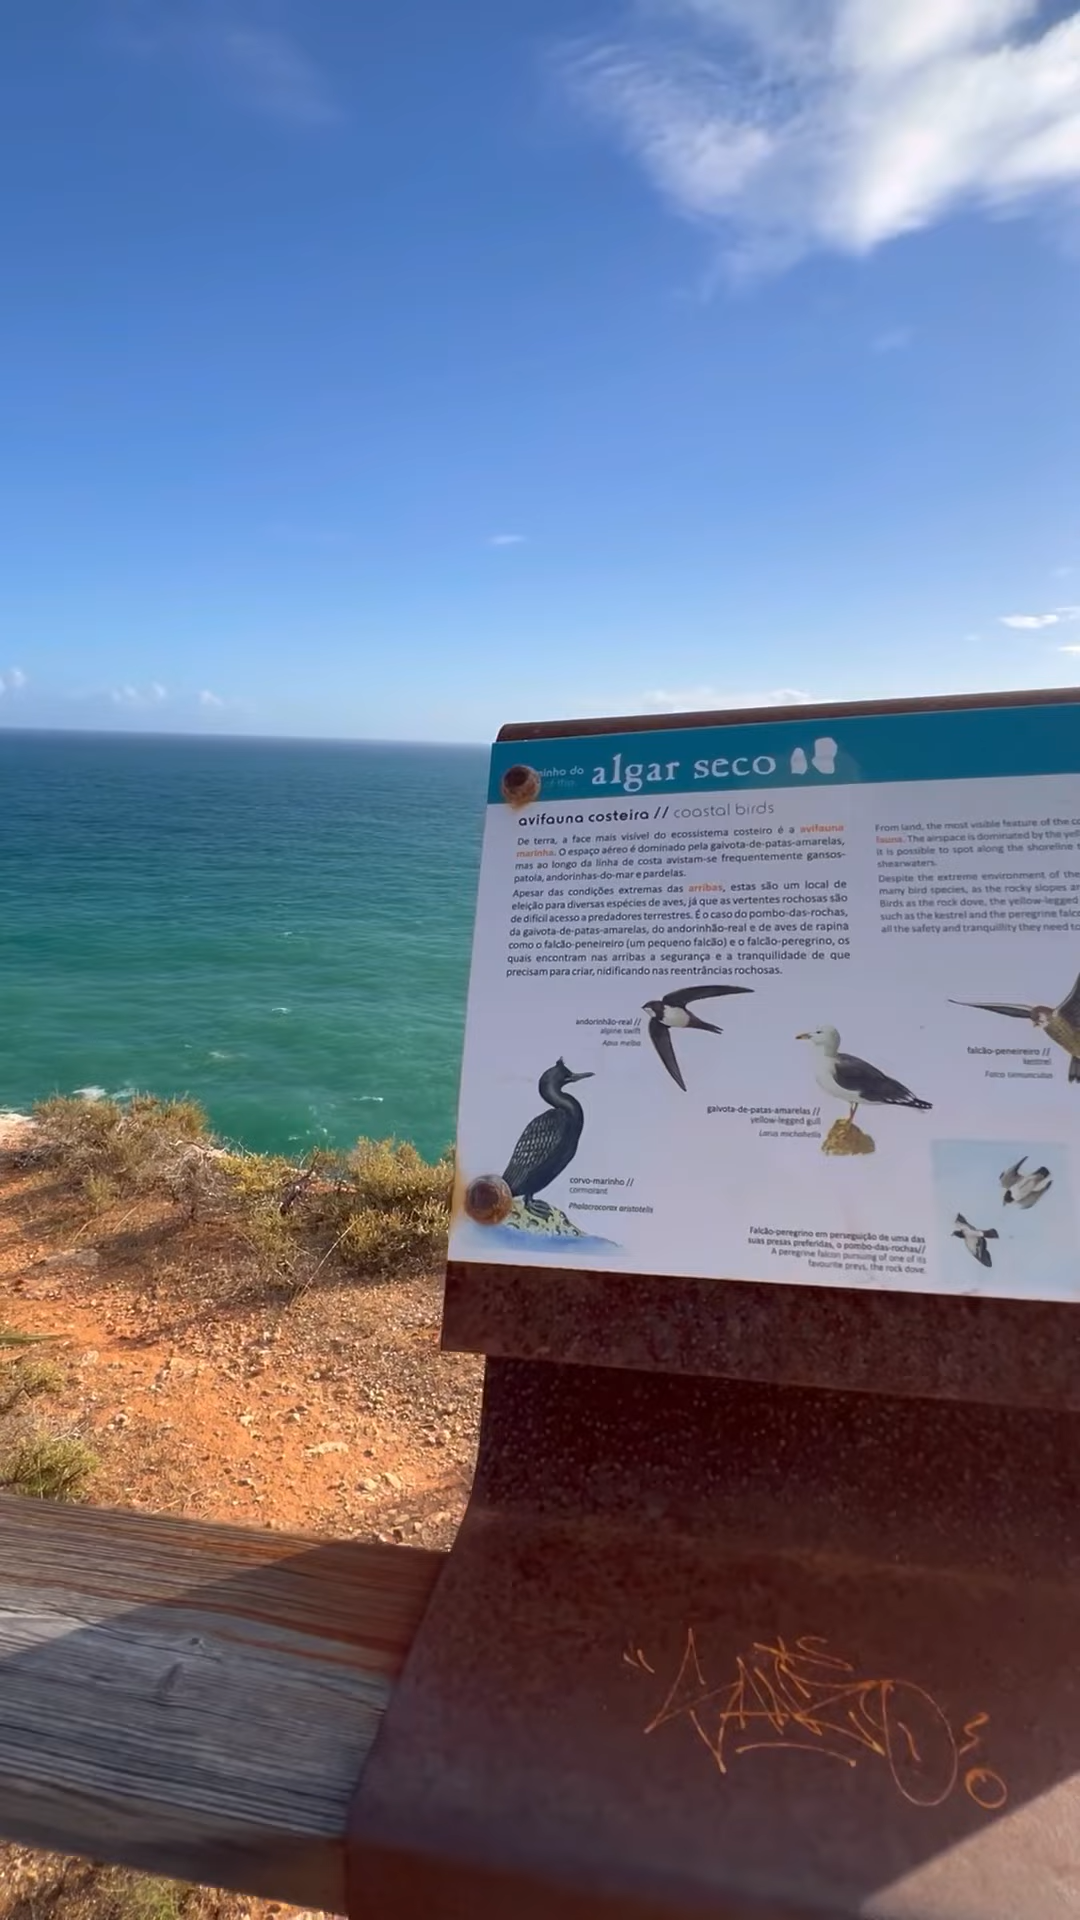 minho do
algar seco
avifauna costeira // coastal birds
De terra, a face mais visível do ecossistema costeiro é a avifauna
marinha. O espaço aéreo é dominado pela gaivota-de-patas-amarelas,
mas ao longo da linha de costa avistam-se frequentemente gansos-
patola, andorinhas-do-mar e pardelas.
Apesar das condições extremas das arribas, estas são um local de
eleição para diversas espécies de aves, já que as vertentes rochosas são
de difícil acesso a predadores terrestres. É o caso do pombo-das-rochas,
da gaivota-de-patas-amarelas, do andorinhão-real e de aves de rapina
como o falcão-peneireiro (um pequeno falcão) e o falcão-peregrino, os
quais encontram nas arribas a segurança e a tranquilidade de que
precisam para criar, nidificando nas reentrâncias rochosas.
From land, the most visible feature of the
fauna. The airspace is dominated by the
it is possible to spot along the shoreline
shearwaters.
Despite the extreme environment of the
many bird species, as the rocky slopes
Birds as the rock dove, the yellow-legged
such as the kestrel and the peregrine
all the safety and tranquillity they need to
andorinhão-real //
alpine swift
Apus melba
falcão-peneireiro //
kestrel
Falco tinnunculus
gaivota-de-patas-amarelas //
yellow-legged gull
Larus michahellis
corvo-marinho //
cormorant
Phalacrocorax aristotelis
Falcão-peregrino em perseguição de uma das
suas presas preferidas, o pombo-das-rochas//
A peregrine falcon pursuing of one of its
favourite preys, the rock dove.